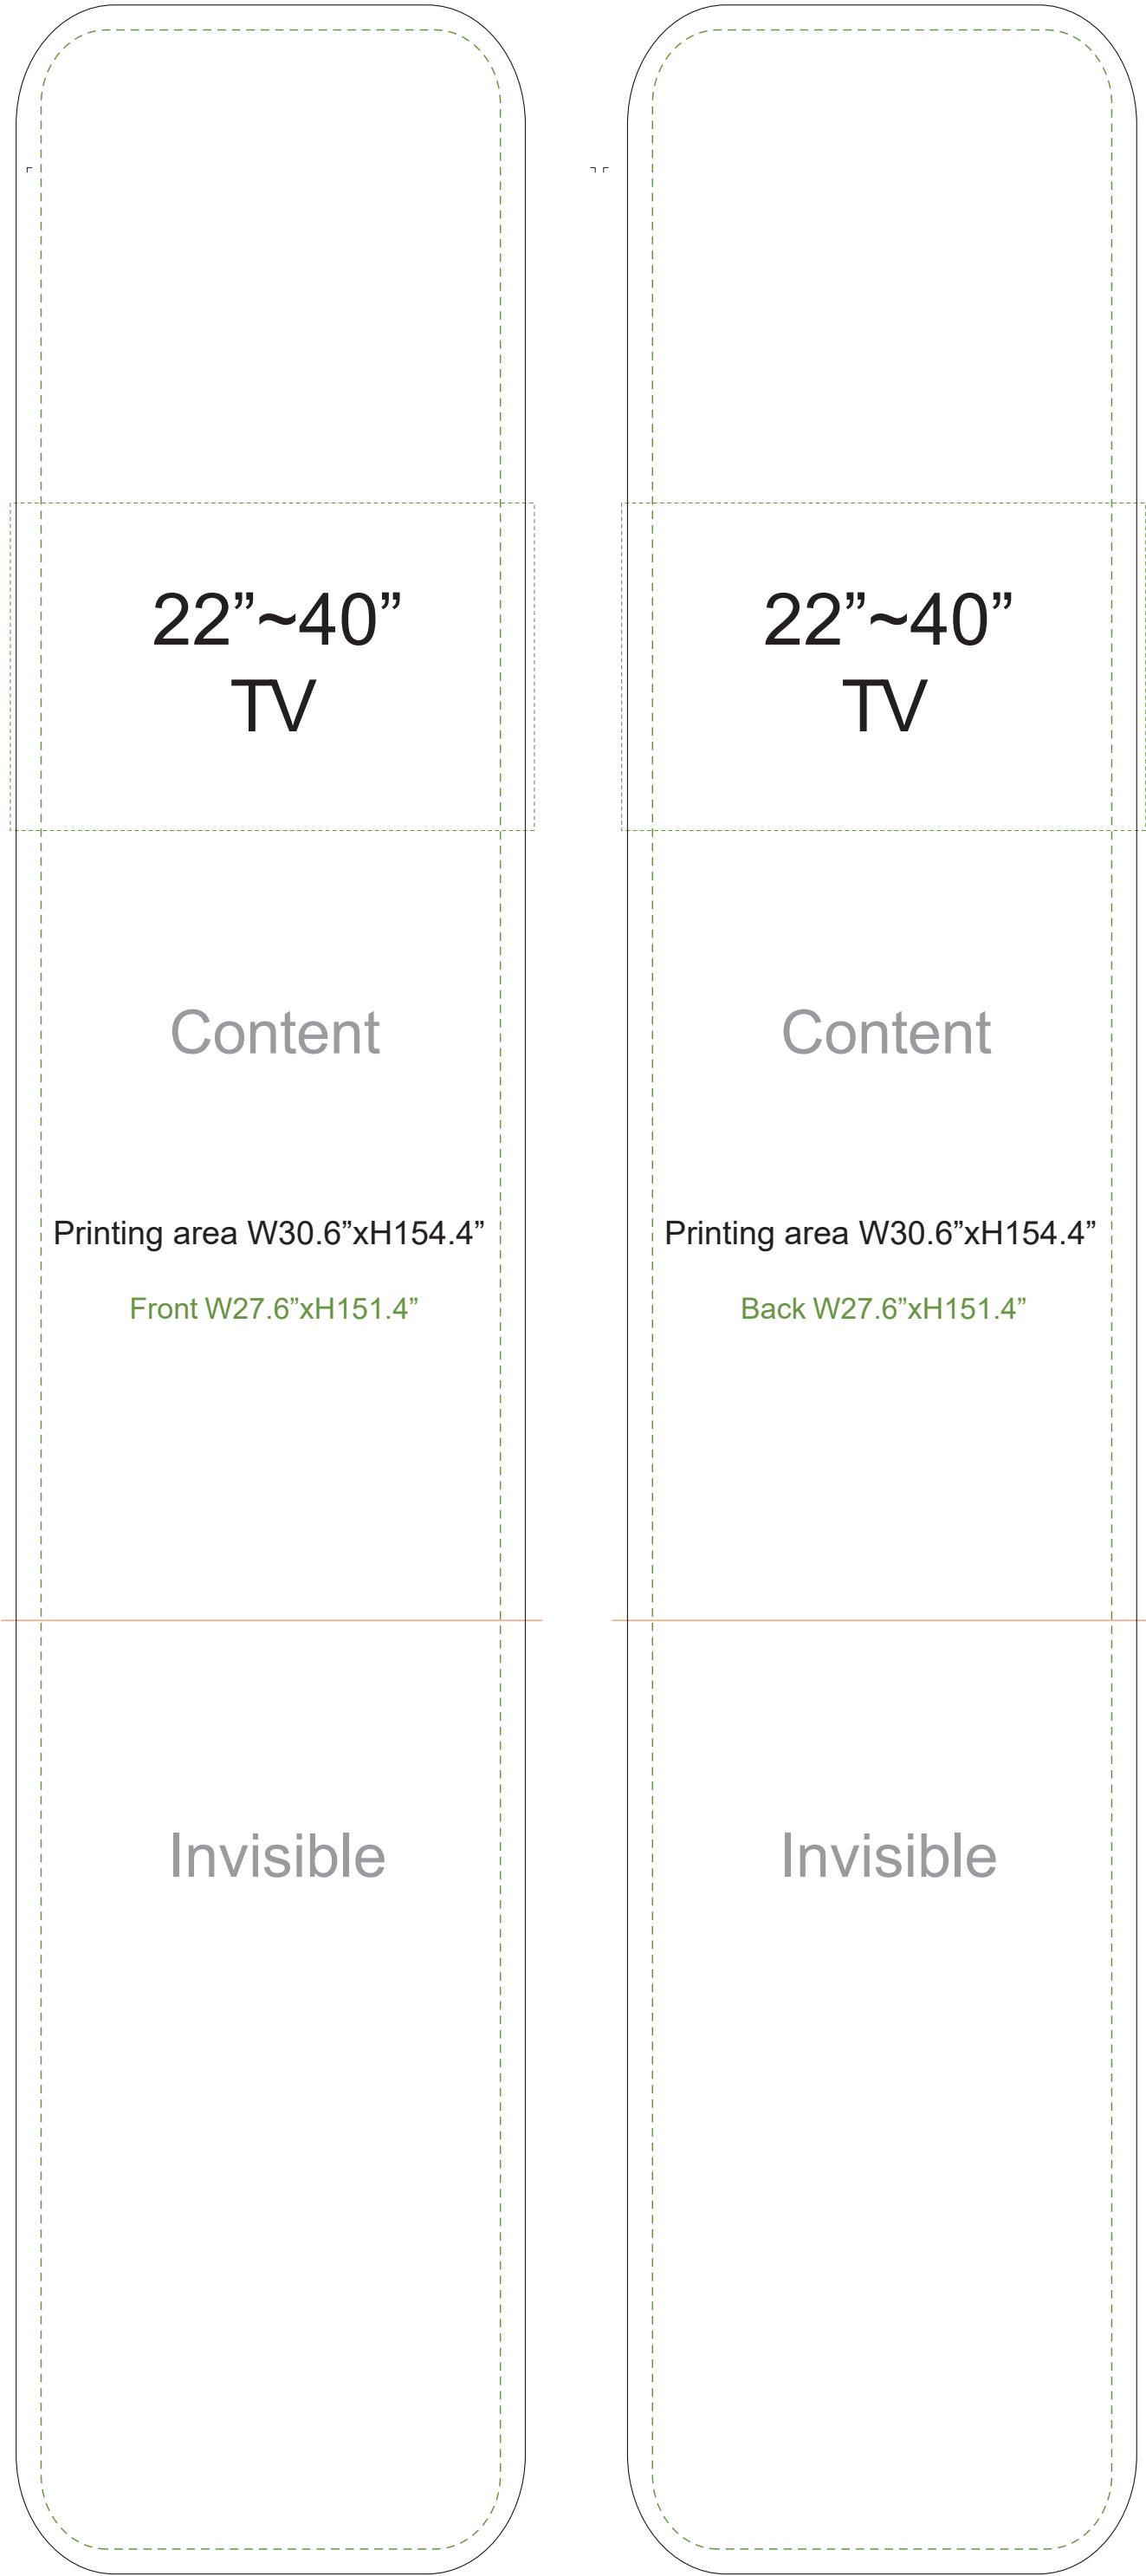 22”~40”
TV
Content
Printing area W30.6”xH154.4”
Front W27.6”xH151.4”
Invisible
22”~40”
TV
Content
Printing area W30.6”xH154.4”
Back W27.6”xH151.4”
Invisible